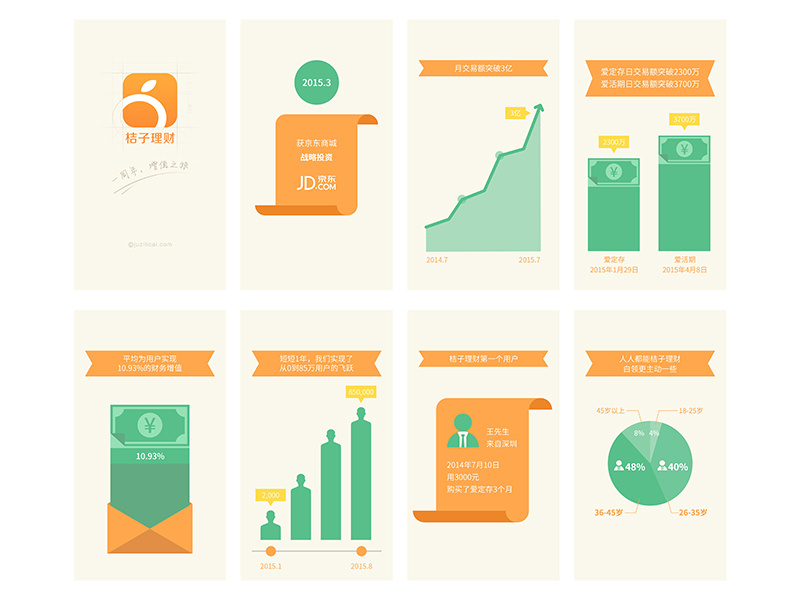 桔子理财
一周年,增值之旅
2015.3
获京东商城
战略投资
JD京东
.COM
月交易额突破3亿
3亿
2014.7
2015.7
爱定存日交易额突破2300万
爱活期日交易额突破3700万
2300万
3700万
爱定存
2015年1月29日
爱活期
2015年4月8日
平均为用户实现
10.93%的财务增值
10.93%
短短1年,我们实现了
从0到85万用户的飞跃
850,000
2,000
2015.1
2015.8
桔子理财第一个用户
王先生
来自深圳
2014年7月10日
用3000元
购买了爱定存3个月
人人都能桔子理财
白领更主动一些
45岁以上
18-25岁
8%
4%
48%
40%
36-45岁
26-35岁